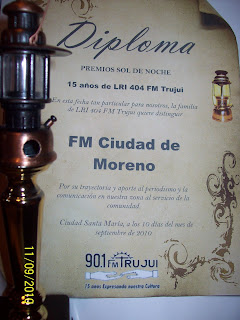 Diploma
PREMIOS SOL DE NOCHE
15 años de LRI 404 FM Trujui
En esta fecha tan particular para nosotros, la familia
de LRI 404 FM Trujui quiere distinguir
FM Ciudad de
Moreno
Por su trayectoria y aporte al periodismo y la
comunicación en nuestra zona al servicio de la
comunidad
Ciudad Santa María, a los 10 días del mes de
septiembre de 2010
901 FM TRUJUI
15 años Expresando nuestra Cultura
11/09/2010